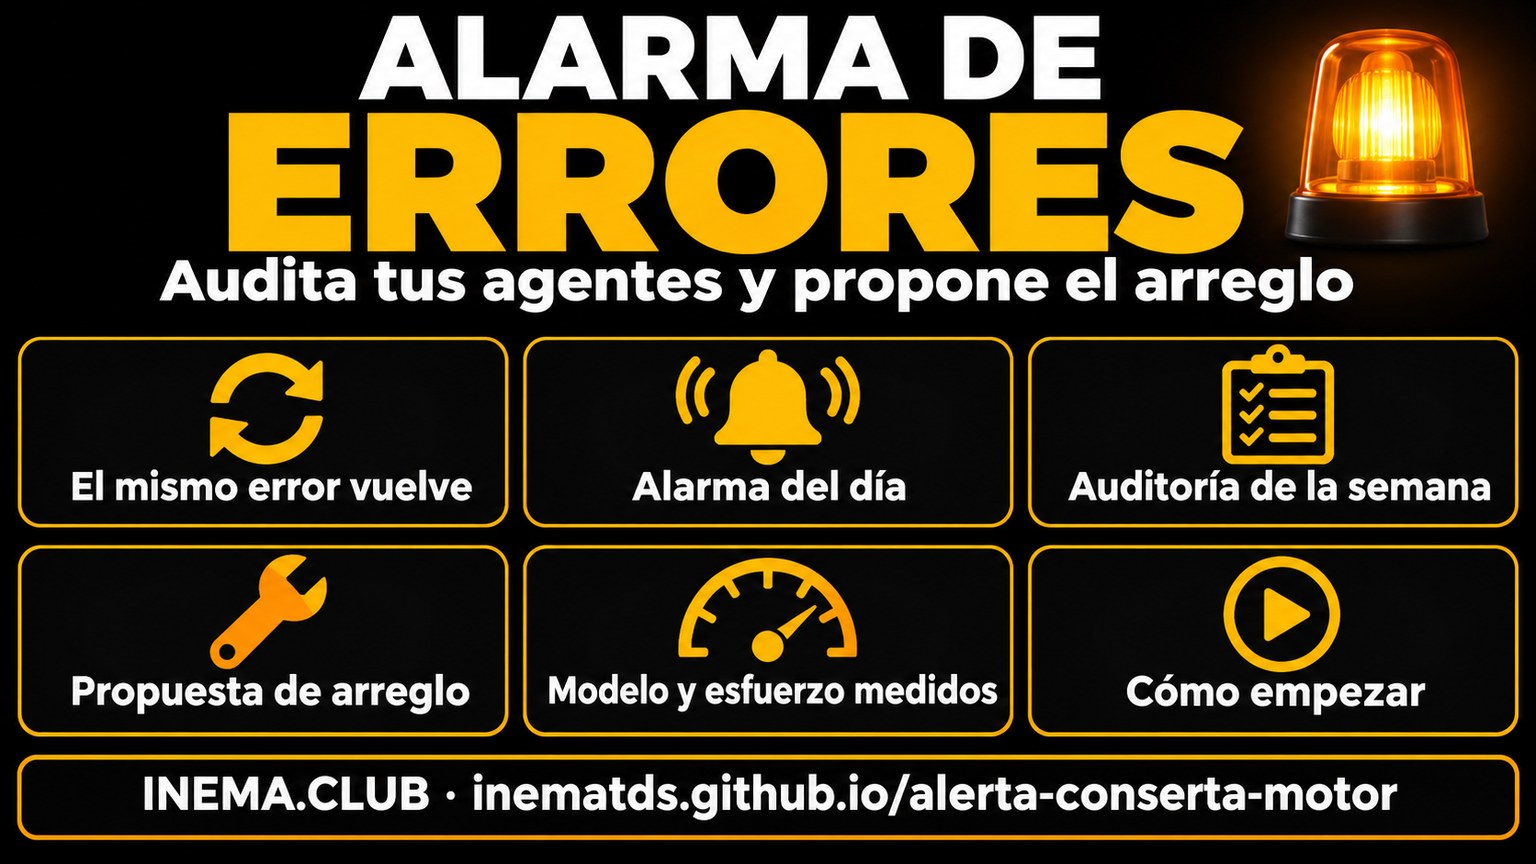 ALARMA DE
ERRORES
Audita tus agentes y propone el arreglo
El mismo error vuelve
Alarma del día
Auditoría de la semana
Propuesta de arreglo
Modelo y esfuerzo medidos
Cómo empezar
INEMA.CLUB · inematds.github.io/alerta-conserta-motor